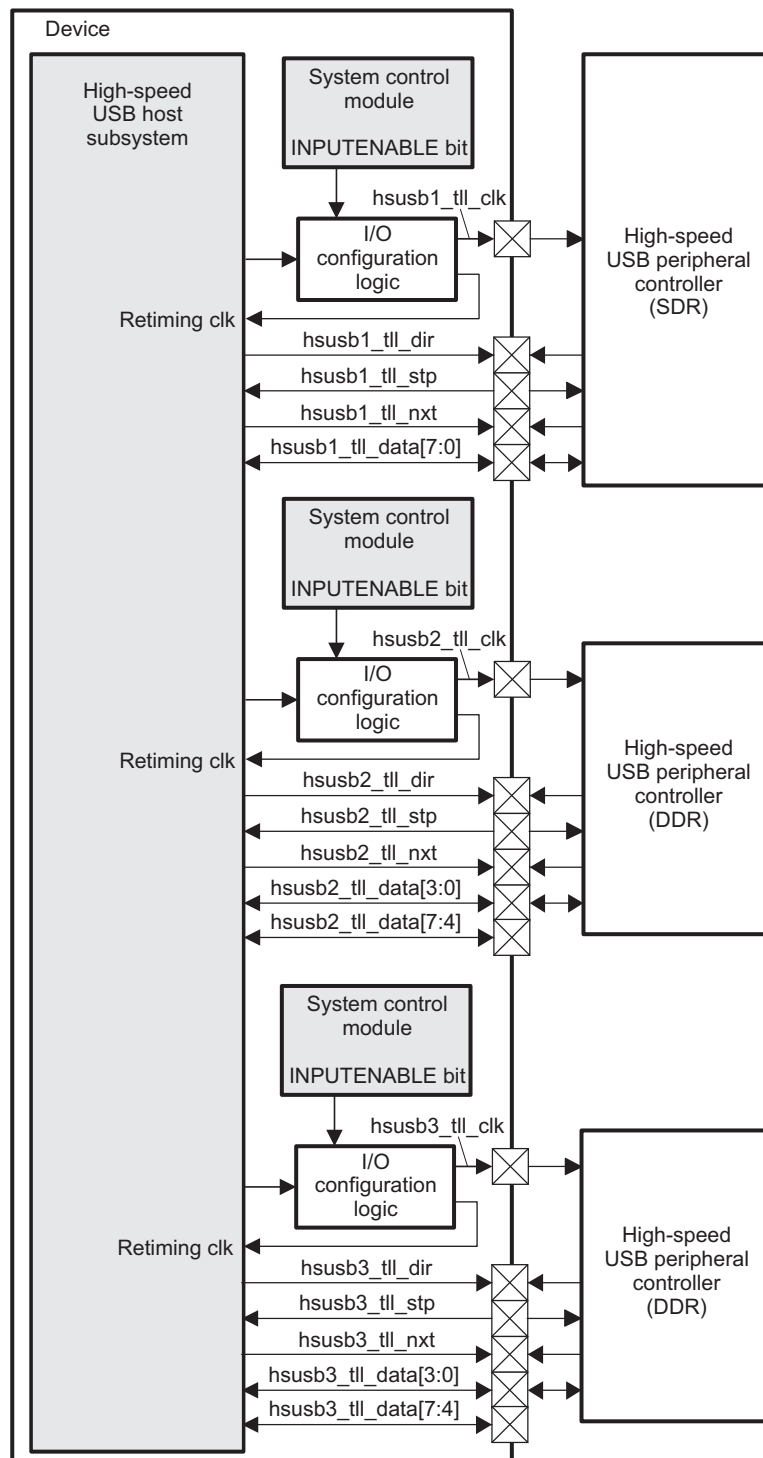 Device
High-speed
USB host
subsystem
System control
module
INPUTENABLE bit
hsusb1_tll_clk
I/O
configuration
logic
Retiming clk
hsusb1_tll_dir
hsusb1_tll_stp
hsusb1_tll_nxt
hsusb1_tll_data[7:0]
High-speed
USB peripheral
controller
(SDR)
System control
module
INPUTENABLE bit
hsusb2_tll_clk
I/O
configuration
logic
Retiming clk
hsusb2_tll_dir
hsusb2_tll_stp
hsusb2_tll_nxt
hsusb2_tll_data[3:0]
hsusb2_tll_data[7:4]
High-speed
USB peripheral
controller
(DDR)
System control
module
INPUTENABLE bit
hsusb3_tll_clk
I/O
configuration
logic
Retiming clk
hsusb3_tll_dir
hsusb3_tll_stp
hsusb3_tll_nxt
hsusb3_tll_data[3:0]
hsusb3_tll_data[7:4]
High-speed
USB peripheral
controller
(DDR)